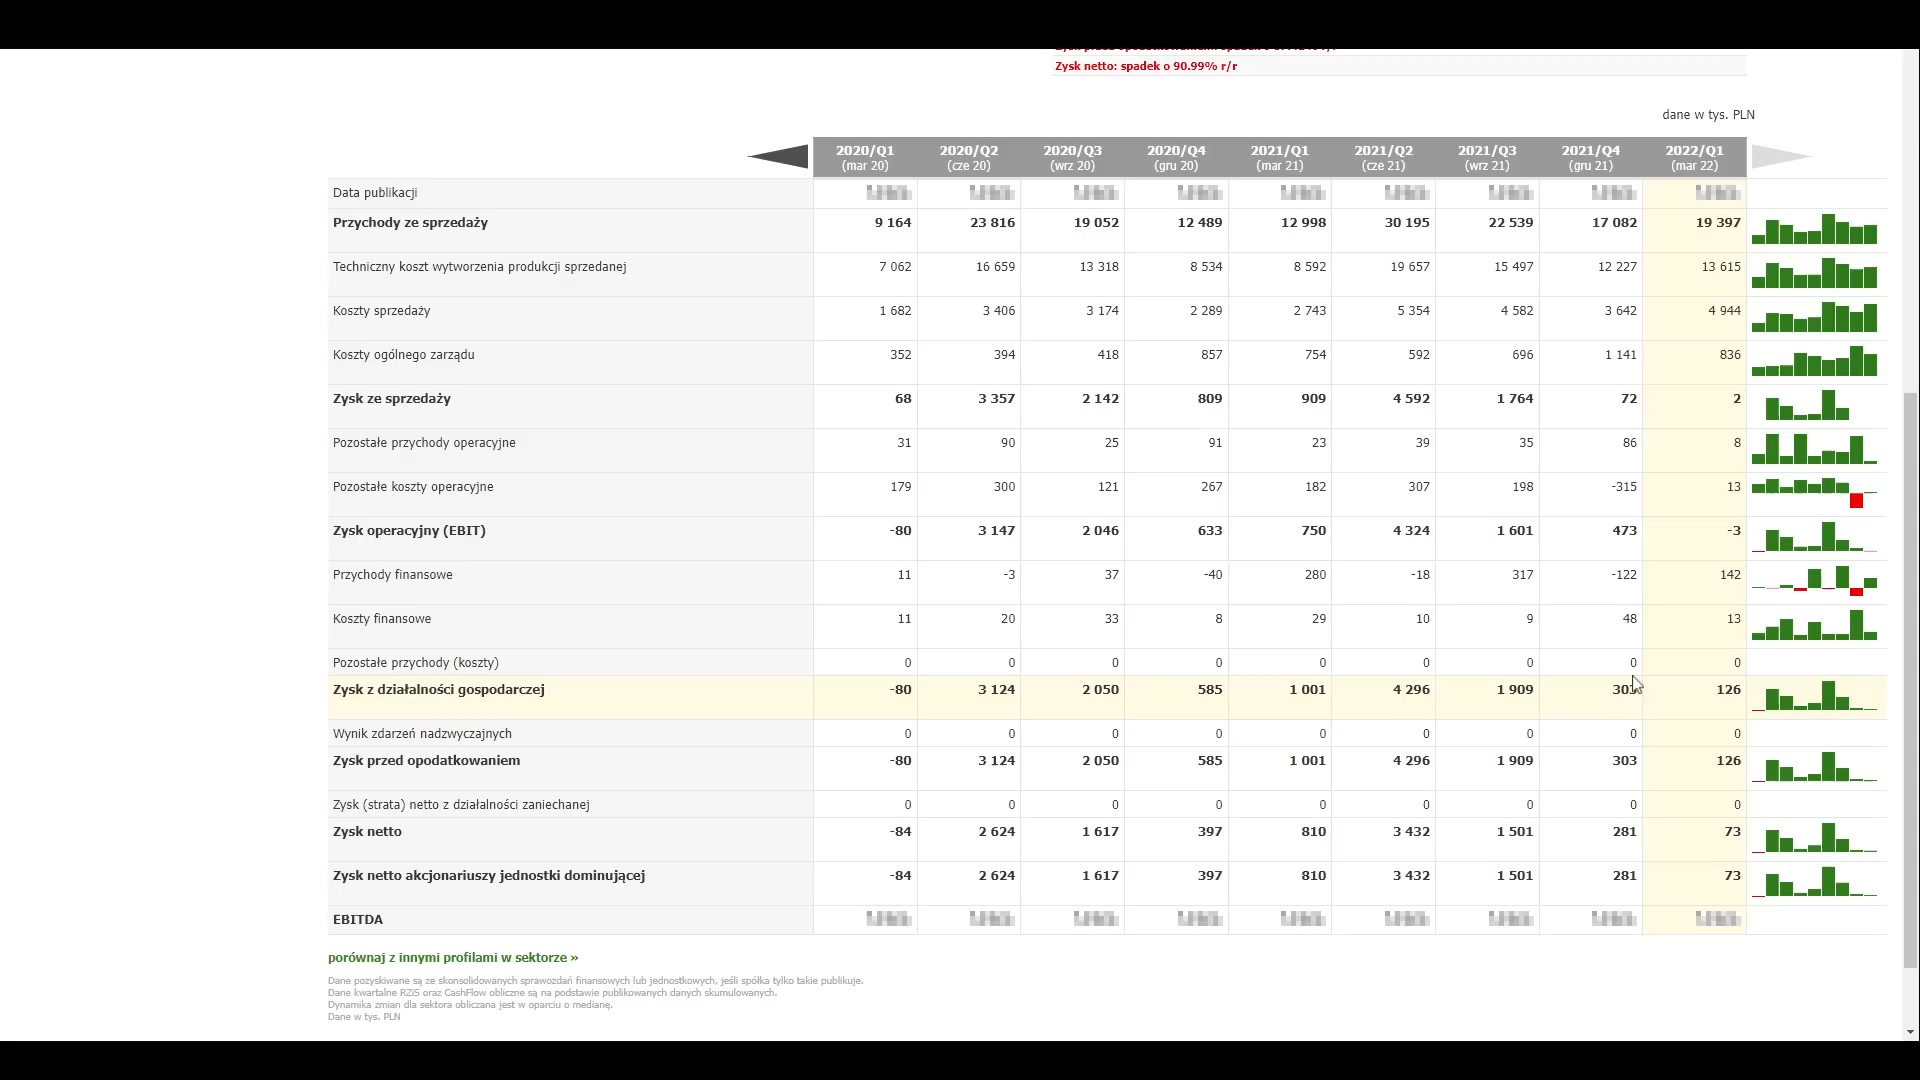 Zysk netto: spadek o 90.99% r/r
dane w tys. PLN
2020/Q1 2020/Q2 2020/Q3 2020/Q4 2021/Q1 2021/Q2 2021/Q3 2021/Q4 2022/Q1
(mar 20) (cze 20) (wrz 20) (gru 20) (mar 21) (cze 21) (wrz 21) (gru 21) (mar 22)
Data publikacji
Przychody ze sprzedaży 9 164 23 816 19 052 12 489 12 998 30 195 22 539 17 082 19 397
Techniczny koszt wytworzenia produkcji sprzedanej 7 062 16 659 13 318 8 534 8 592 19 657 15 497 12 227 13 615
Koszty sprzedaży 1 682 3 406 3 174 2 289 2 743 5 354 4 582 3 642 4 944
Koszty ogólnego zarządu 352 394 418 857 754 592 696 1 141 836
Zysk ze sprzedaży 68 3 357 2 142 809 909 4 592 1 764 72 2
Pozostałe przychody operacyjne 31 90 25 91 23 39 35 86 8
Pozostałe koszty operacyjne 179 300 121 267 182 307 198 -315 13
Zysk operacyjny (EBIT) -80 3 147 2 046 633 750 4 324 1 601 473 -3
Przychody finansowe 11 -3 37 -40 280 -18 317 -122 142
Koszty finansowe 11 20 33 8 29 10 9 48 13
Pozostałe przychody (koszty) 0 0 0 0 0 0 0 0 0
Zysk z działalności gospodarczej -80 3 124 2 050 585 1 001 4 296 1 909 303 126
Wynik zdarzeń nadzwyczajnych 0 0 0 0 0 0 0 0 0
Zysk przed opodatkowaniem -80 3 124 2 050 585 1 001 4 296 1 909 303 126
Zysk (strata) netto z działalności zaniechanej 0 0 0 0 0 0 0 0 0
Zysk netto -84 2 624 1 617 397 810 3 432 1 501 281 73
Zysk netto akcjonariuszy jednostki dominującej -84 2 624 1 617 397 810 3 432 1 501 281 73
EBITDA
porównaj z innymi profilami w sektorze »
Dane pozyskiwane są ze skonsolidowanych sprawozdań finansowych lub jednostkowych, jeśli spółka tylko takie publikuje.
Dane kwartalne RZiS oraz CashFlow obliczne są na podstawie publikowanych danych skumulowanych.
Dynamika zmian dla sektora obliczana jest w oparciu o medianę.
Dane w tys. PLN